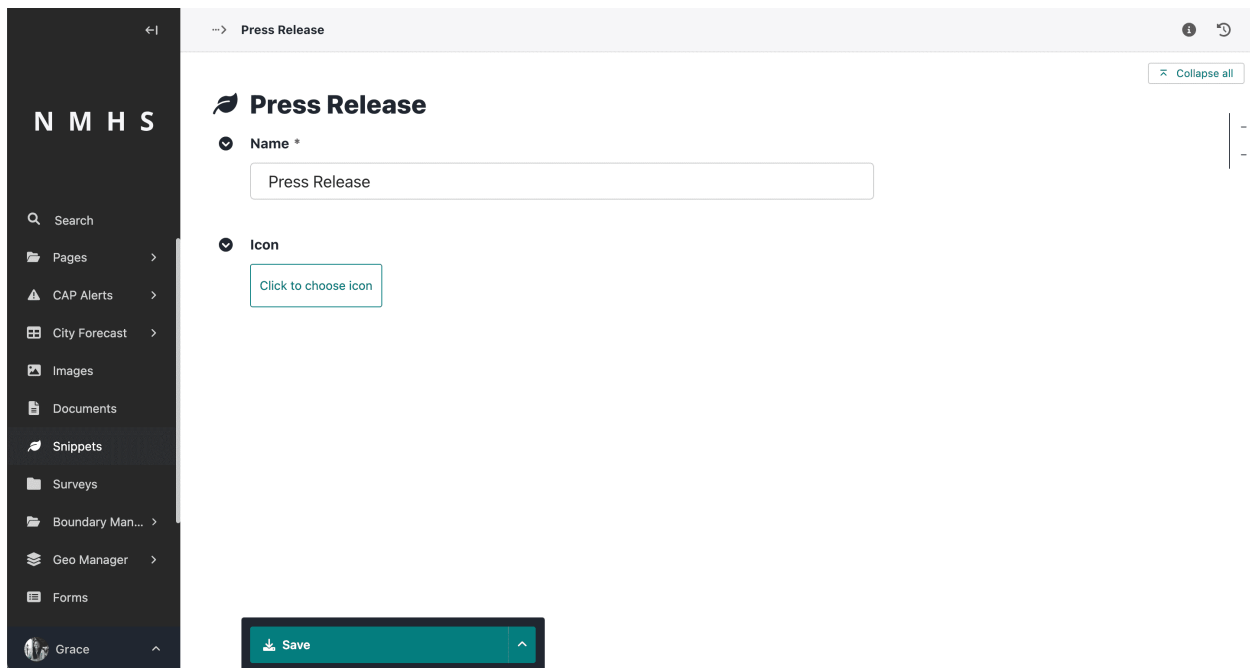 Press Release
Collapse all
N M H S
Search
Pages
CAP Alerts
City Forecast
Images
Documents
Snippets
Surveys
Boundary Man...
Geo Manager
Forms
Grace
Press Release
Name *
Press Release
Icon
Click to choose icon
Save